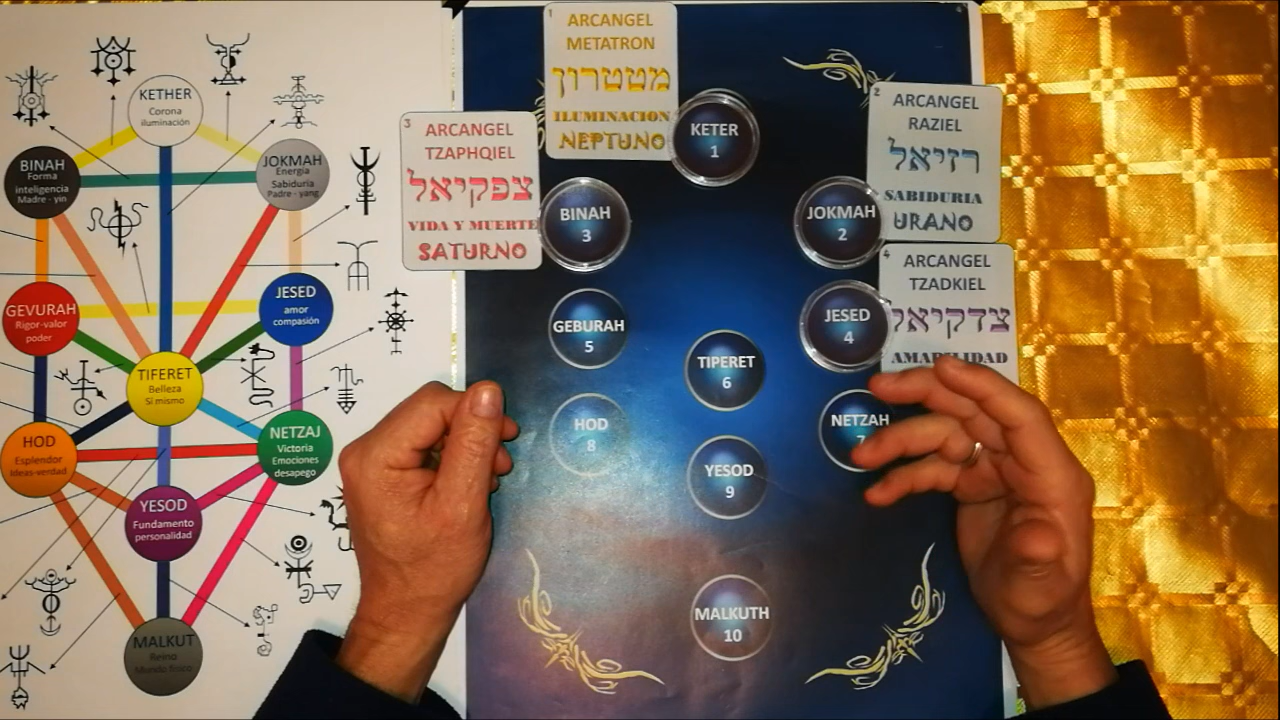 KETHER
Corona
iluminación
BINAH
Forma
inteligencia
Madre - yin
JOKMAH
Energía
Sabiduria
Padre - yang
GEVURAH
Rigor-valor
poder
JESED
amor
compasión
TIFERET
Belleza
Sí mismo
HOD
Esplendor
Ideas-verdad
NETZAJ
Victoria
Emociones
desapego
YESOD
Fundamento
personalidad
MALKUT
Reino
Mundo físico
1
ARCANGEL
METATRON
מטטרון
ILUMINACION
NEPTUNO
3
ARCANGEL
TZAPHQIEL
צפקיאל
VIDA Y MUERTE
SATURNO
2
ARCANGEL
RAZIEL
רזיאל
SABIDURIA
URANO
4
ARCANGEL
TZADKIEL
צדקיאל
AMABILIDAD
KETER
1
BINAH
3
JOKMAH
2
GEBURAH
5
JESED
4
TIPERET
6
HOD
8
NETZAH
7
YESOD
9
MALKUTH
10